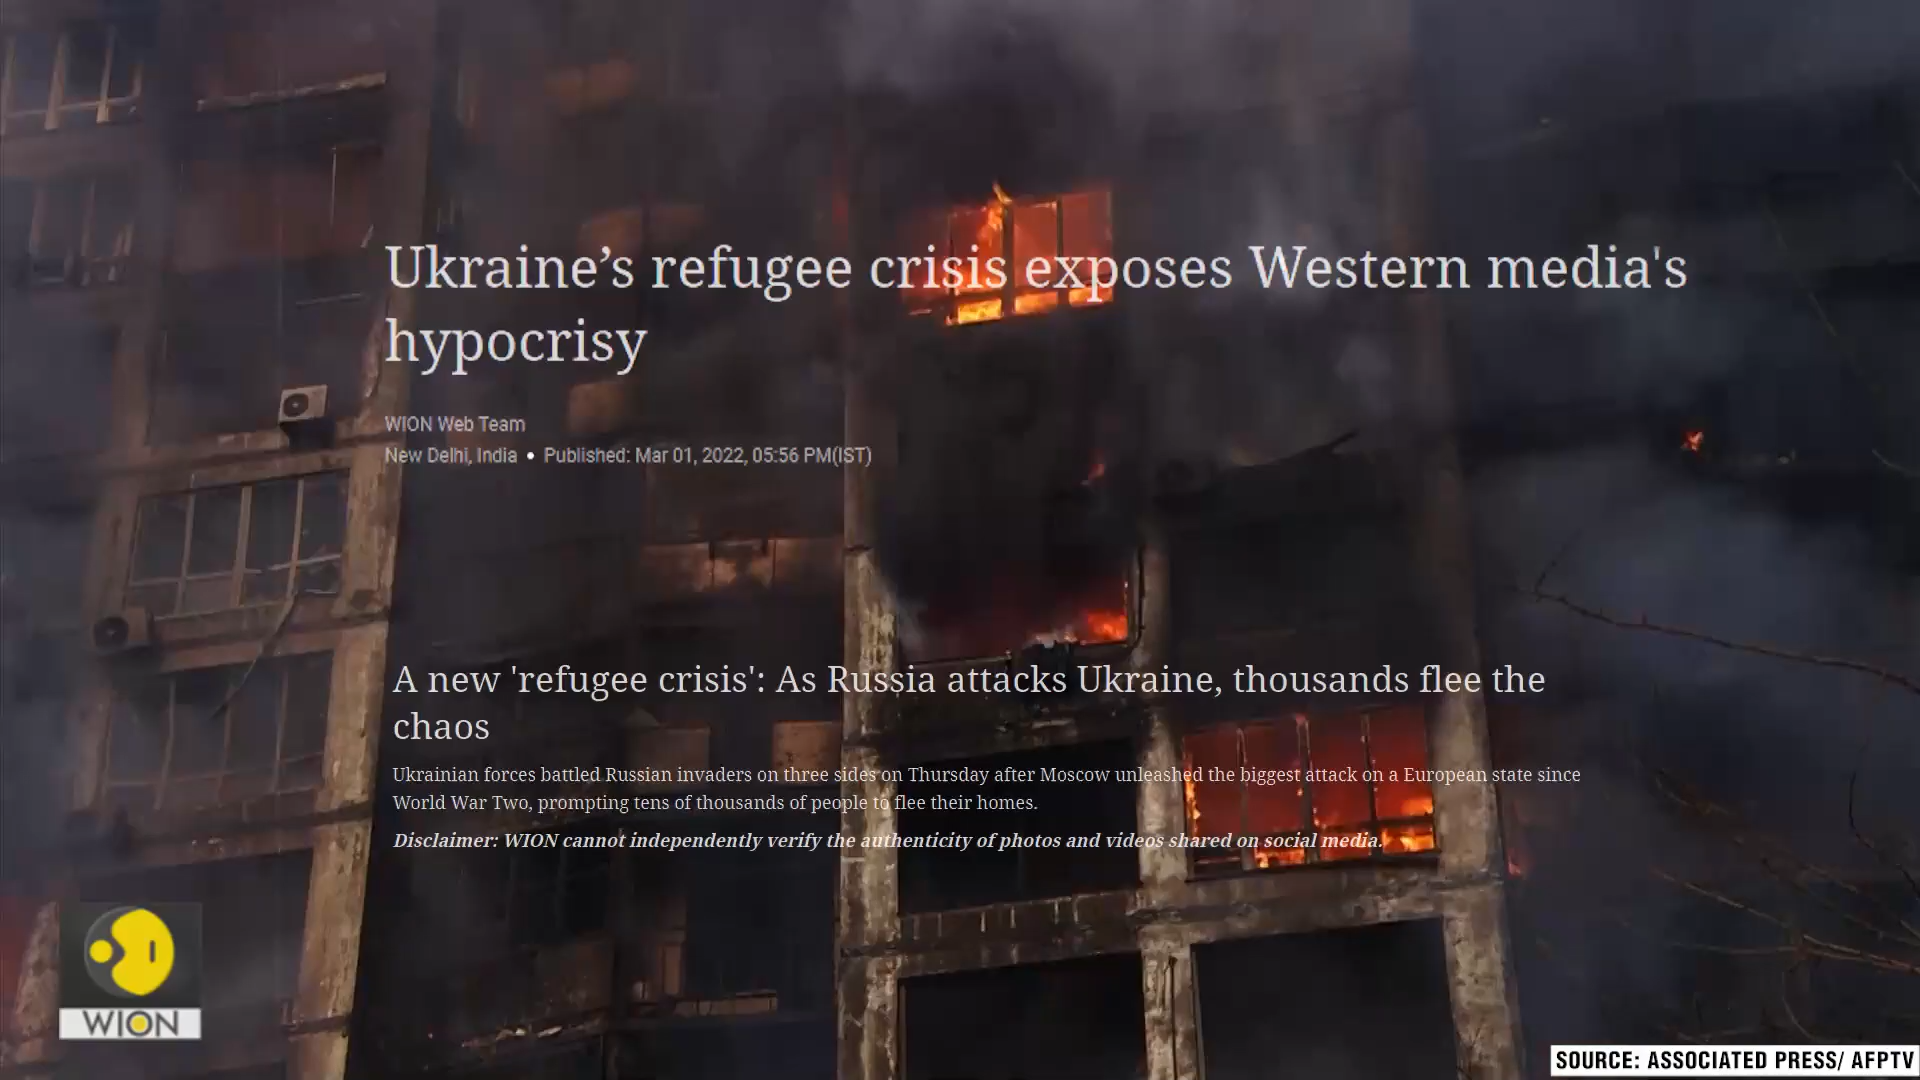 Ukraine’s refugee crisis exposes Western media's
hypocrisy
WION Web Team
New Delhi, India • Published: Mar 01, 2022, 05:56 PM(IST)
A new 'refugee crisis': As Russia attacks Ukraine, thousands flee the
chaos
Ukrainian forces battled Russian invaders on three sides on Thursday after Moscow unleashed the biggest attack on a European state since
World War Two, prompting tens of thousands of people to flee their homes.
Disclaimer: WION cannot independently verify the authenticity of photos and videos shared on social media.
WION
SOURCE: ASSOCIATED PRESS/ AFPTV